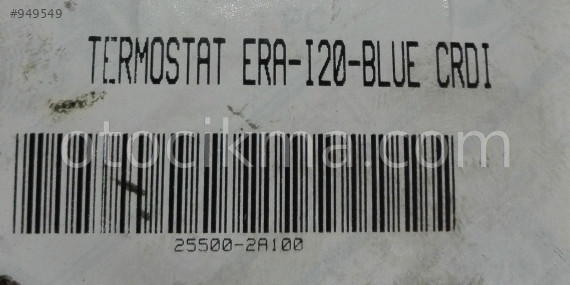 #949549
TERMOSTAT ERA-I20-BLUE CRDI
otocikma.com
25500-2A100